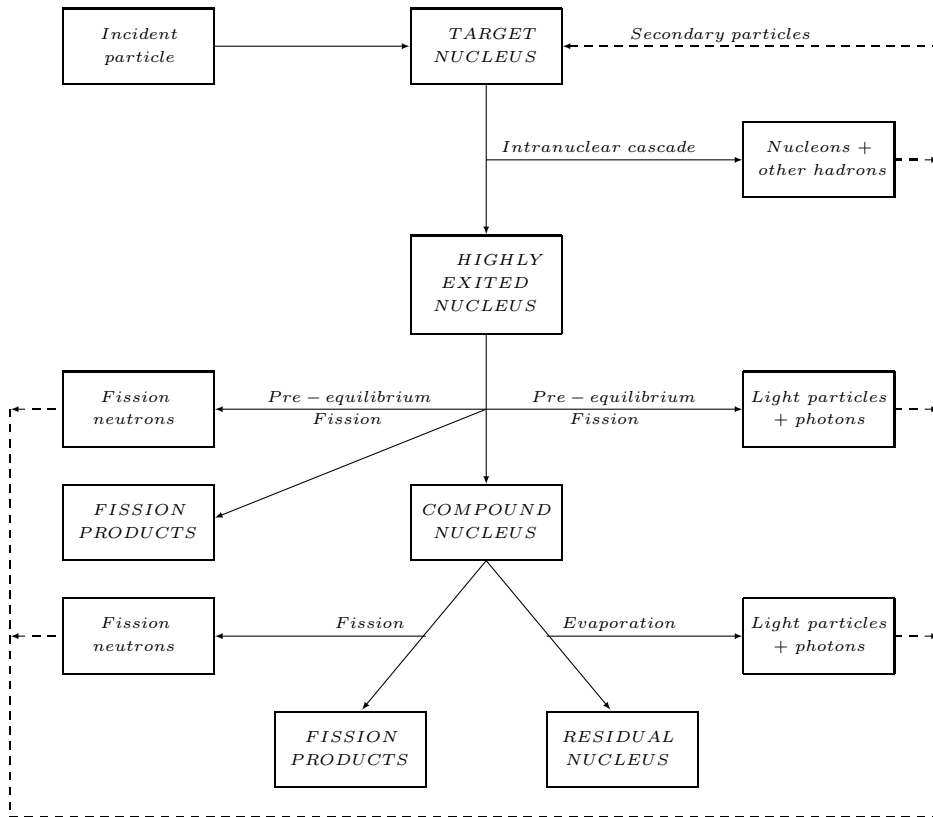 Incident
particle
TARGET
NUCLEUS
Secondary particles
Intranuclear cascade
Nucleons +
other hadrons
HIGHLY
EXITED
NUCLEUS
Fission
neutrons
Pre – equilibrium
Fission
Pre – equilibrium
Fission
Light particles
+ photons
FISSION
PRODUCTS
COMPOUND
NUCLEUS
Fission
neutrons
Fission
Evaporation
Light particles
+ photons
FISSION
PRODUCTS
RESIDUAL
NUCLEUS